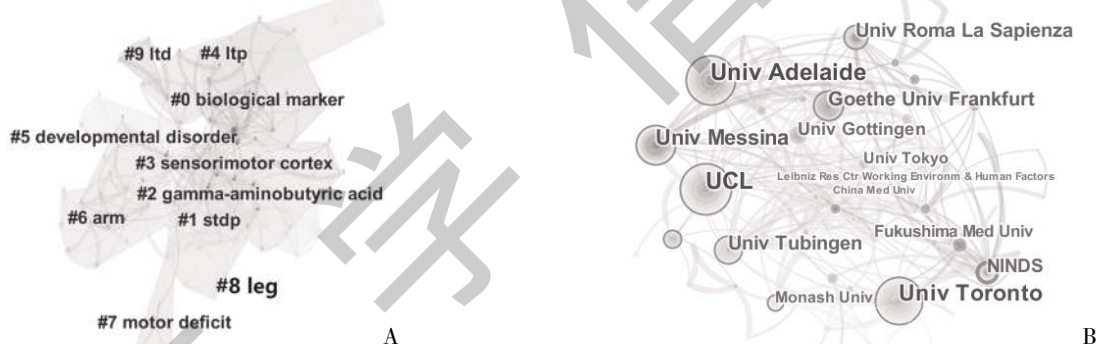 #9 ltd
#4 ltp
#0 biological marker
#5 developmental disorder
#3 sensorimotor cortex
#2 gamma-aminobutyric acid
#6 arm
#1 stdp
#8 leg
#7 motor deficit
A
Univ Roma La Sapienza
Univ Adelaide
Goethe Univ Frankfurt
Univ Messina
Univ Gottingen
Univ Tokyo
UCL
Leibniz Res Ctr Working Environm & Human Factors
China Med Univ
Fukushima Med Univ
Univ Tubingen
NINDS
Monash Univ
Univ Toronto
B
学
信